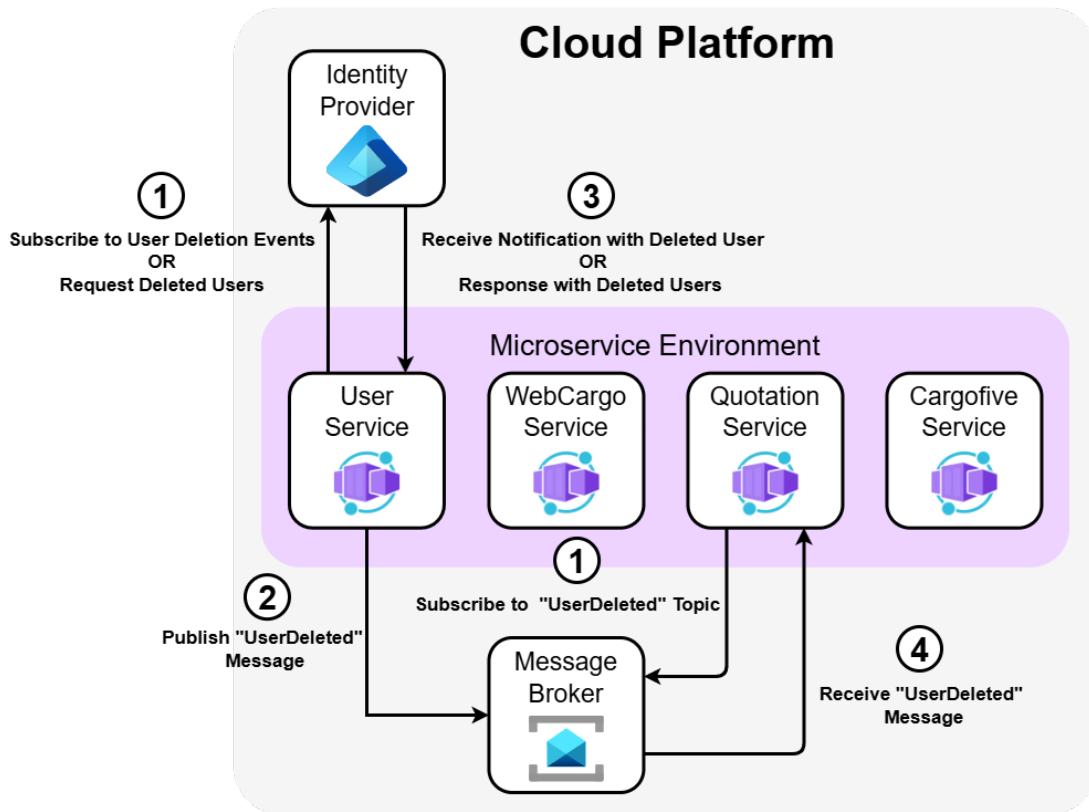 Cloud Platform
Identity
Provider
1
Subscribe to User Deletion Events
OR
Request Deleted Users
3
Receive Notification with Deleted User
OR
Response with Deleted Users
Microservice Environment
User
Service
WebCargo
Service
Quotation
Service
Cargofive
Service
1
Subscribe to "UserDeleted" Topic
2
Publish "UserDeleted"
Message
Message
Broker
4
Receive "UserDeleted"
Message